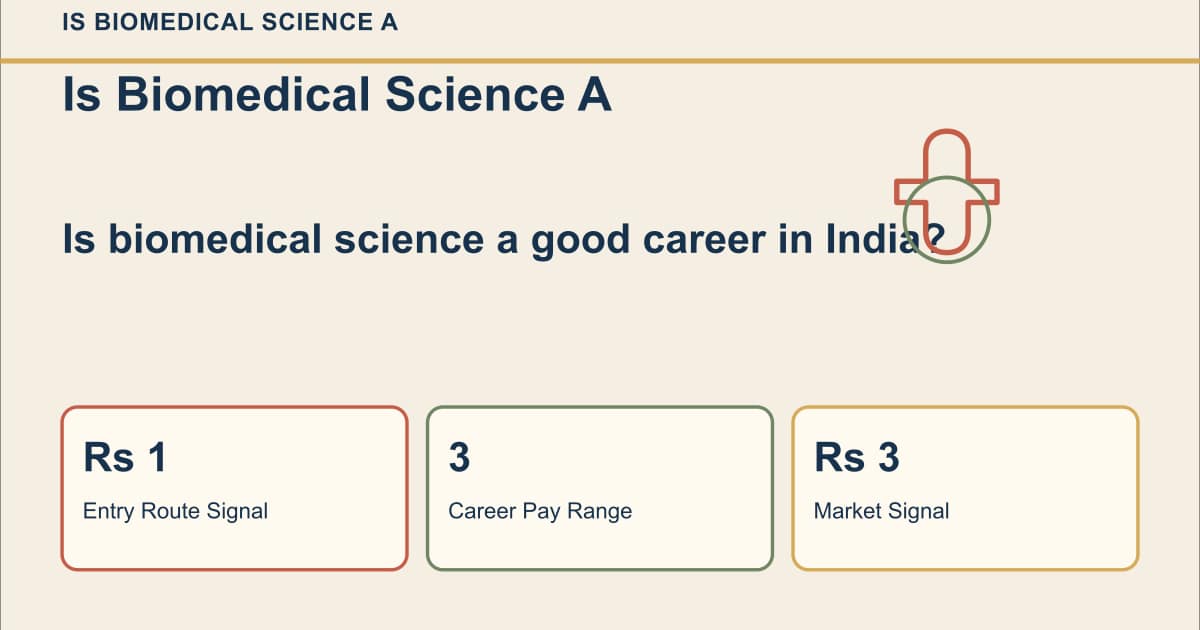 IS BIOMEDICAL SCIENCE A
Is Biomedical Science A
Is biomedical science a good career in India?
Rs 1
Entry Route Signal
3
Career Pay Range
Rs 3
Market Signal